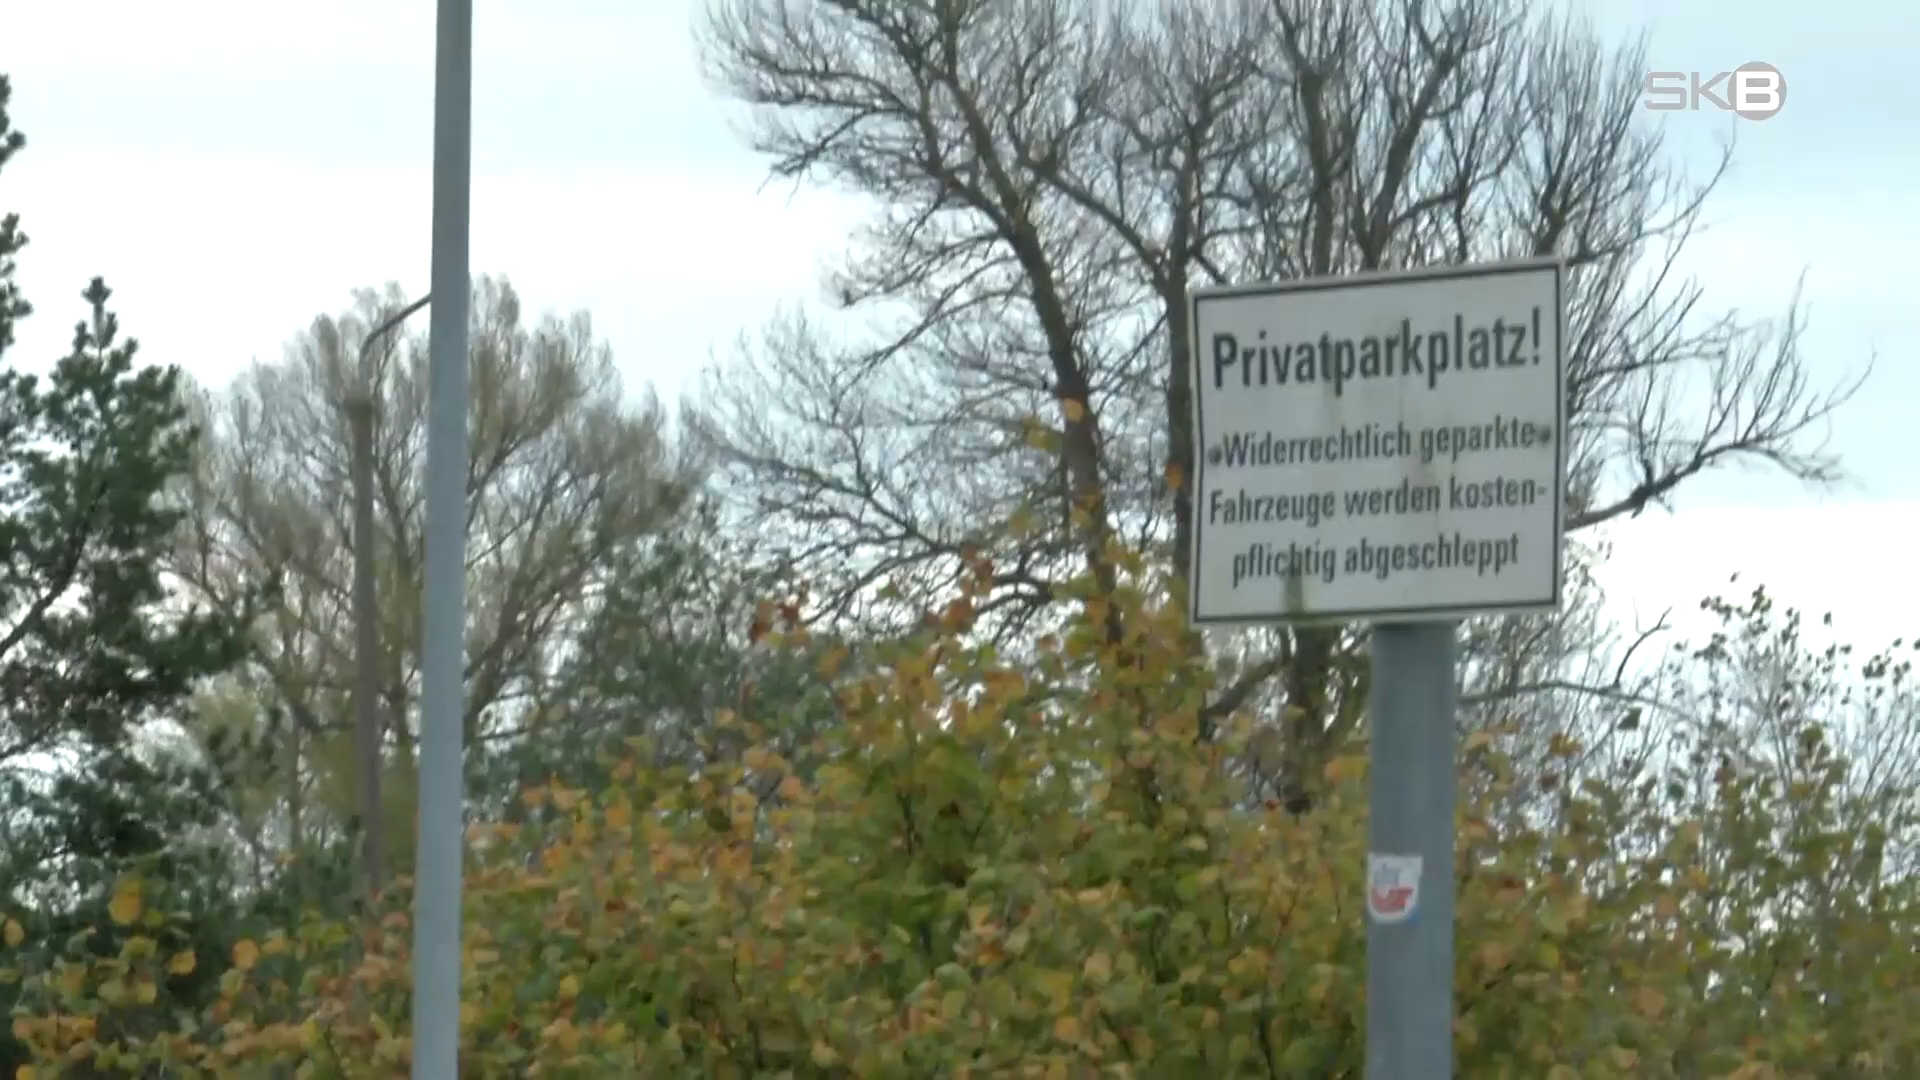 SKB
Privatparkplatz!
Widerrechtlich geparkte
Fahrzeuge werden kosten-
pflichtig abgeschleppt